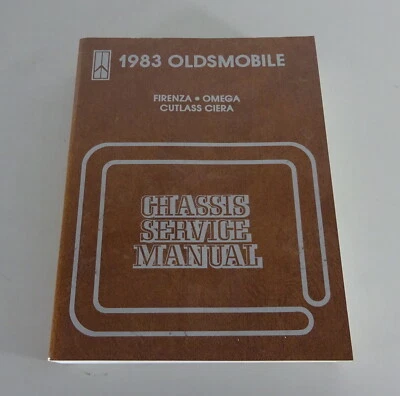 1983 OLDSMOBILE
FIRENZA • OMEGA
CUTLASS CIERA
CHASSIS
SERVICE
MANUAL